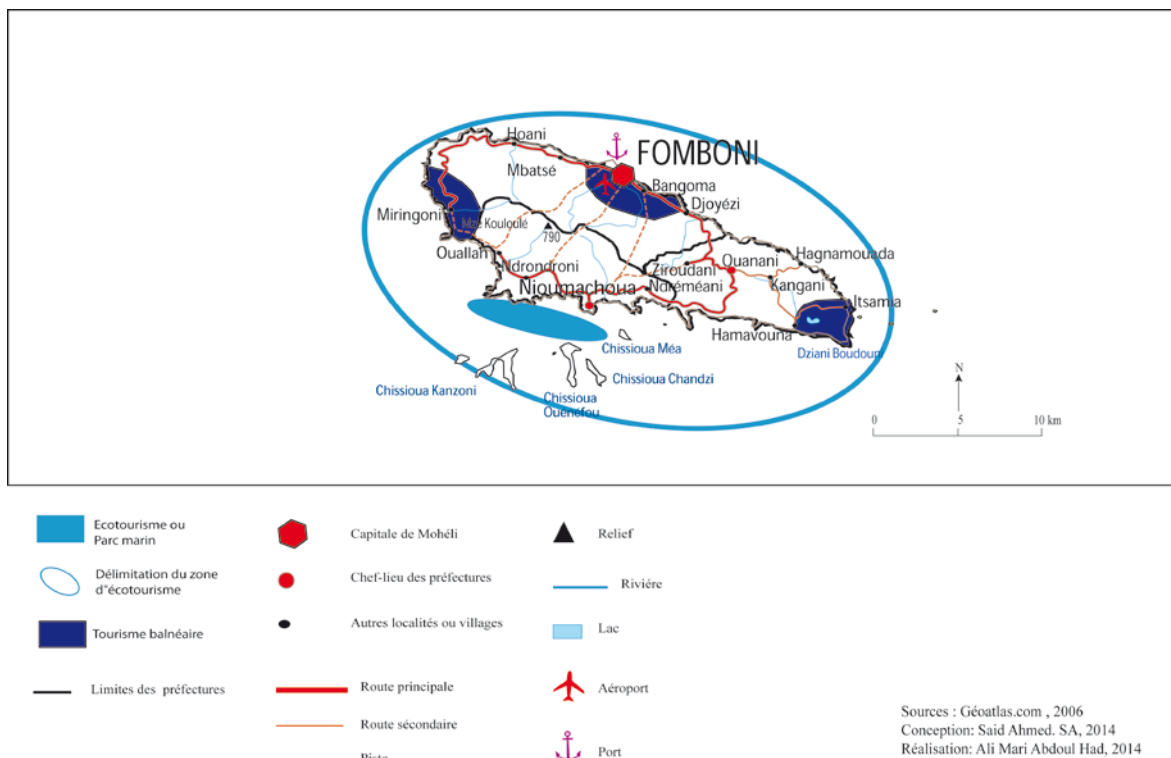 Hoani
FOMBONI
Mbatsé
Bangoma
Djoyézi
Miringoni
Mze Kouloulé
790
Ouallah
Ouanani
Hagnamouada
Ndrondroni
Ziroudani
Kangani
Nioumachoua
Ndréméani
Itsamia
Hamavouna
Chissioua Méa
Dziani Boudouni
Chissioua Kanzoni
Chissioua Chandzi
Chissioua
Ouénéfou
N
0 5 10 km
Ecotourisme ou
Parc marin
Délimitation du zone
d"écotourisme
Tourisme balnéaire
Limites des préfectures
Capitale de Mohéli
Chef-lieu des préfectures
Autres localités ou villages
Route principale
Route sécondaire
Piste
Relief
Riviére
Lac
Aéroport
Port
Sources : Géoatlas.com , 2006
Conception: Said Ahmed. SA, 2014
Réalisation: Ali Mari Abdoul Had, 2014